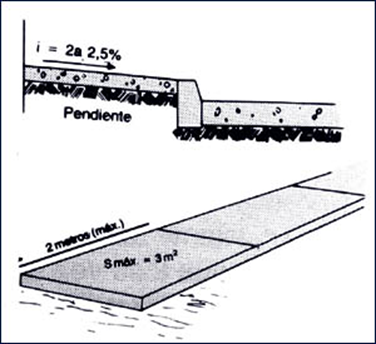 i = 2a 2,5%
Pendiente
2 metros (máx.)
S máx. = 3 m²